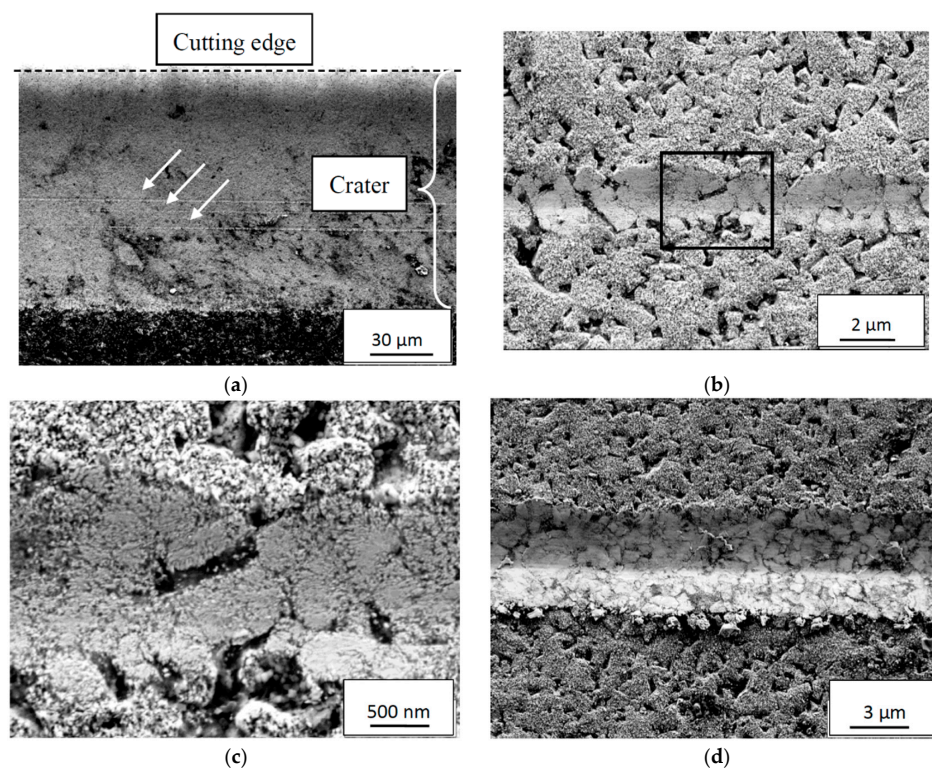 Cutting edge
Crater
30 µm
2 µm
(a)
(b)
500 nm
3 µm
(c)
(d)